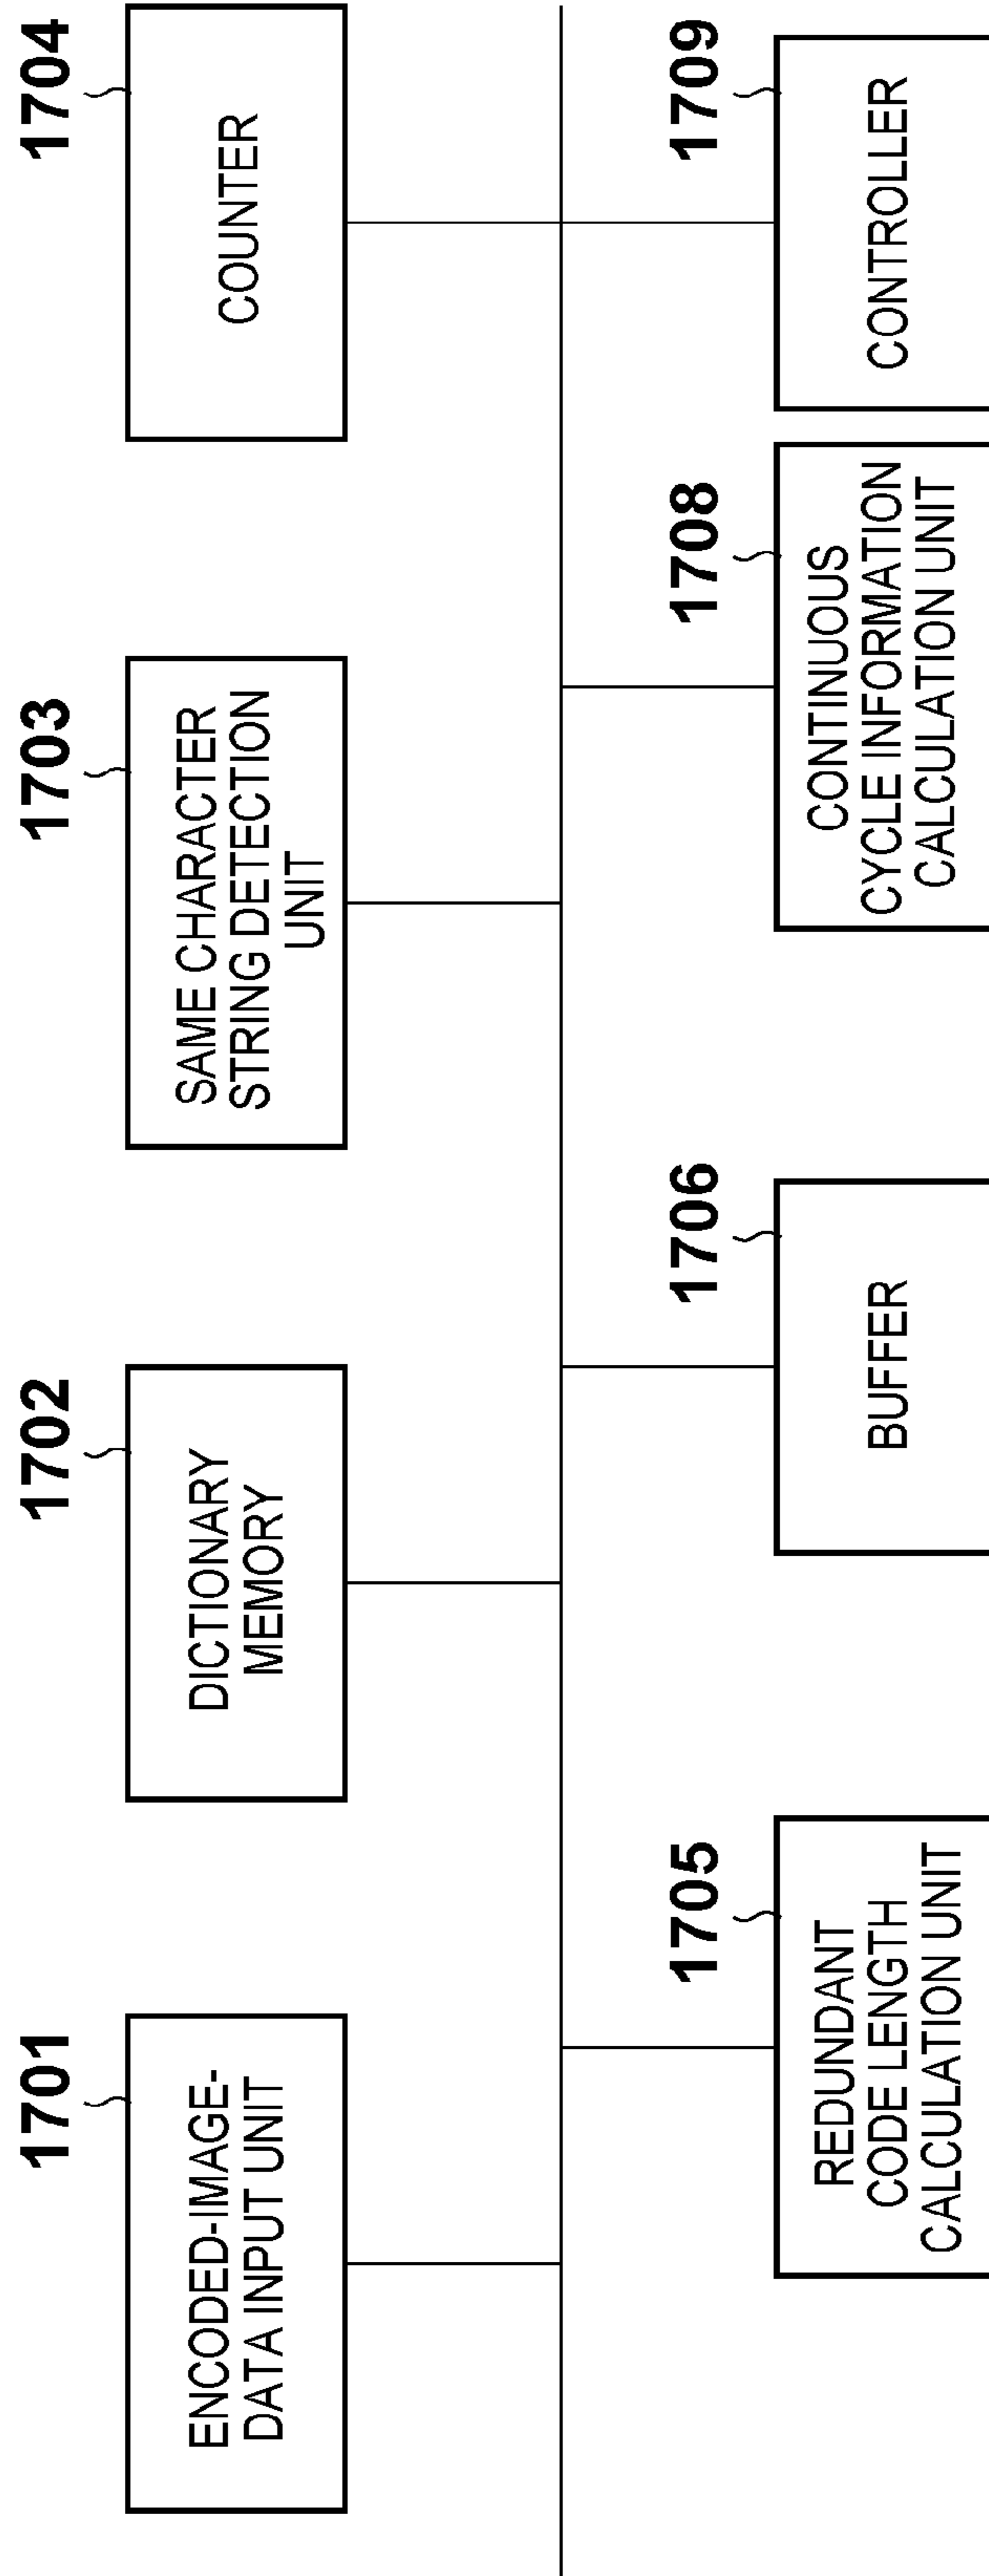 1701
ENCODED-IMAGE-
DATA INPUT UNIT
1702
DICTIONARY
MEMORY
1703
SAME CHARACTER
STRING DETECTION
UNIT
1704
COUNTER
1705
REDUNDANT
CODE LENGTH
CALCULATION UNIT
1706
BUFFER
1708
CONTINUOUS
CYCLE INFORMATION
CALCULATION UNIT
1709
CONTROLLER